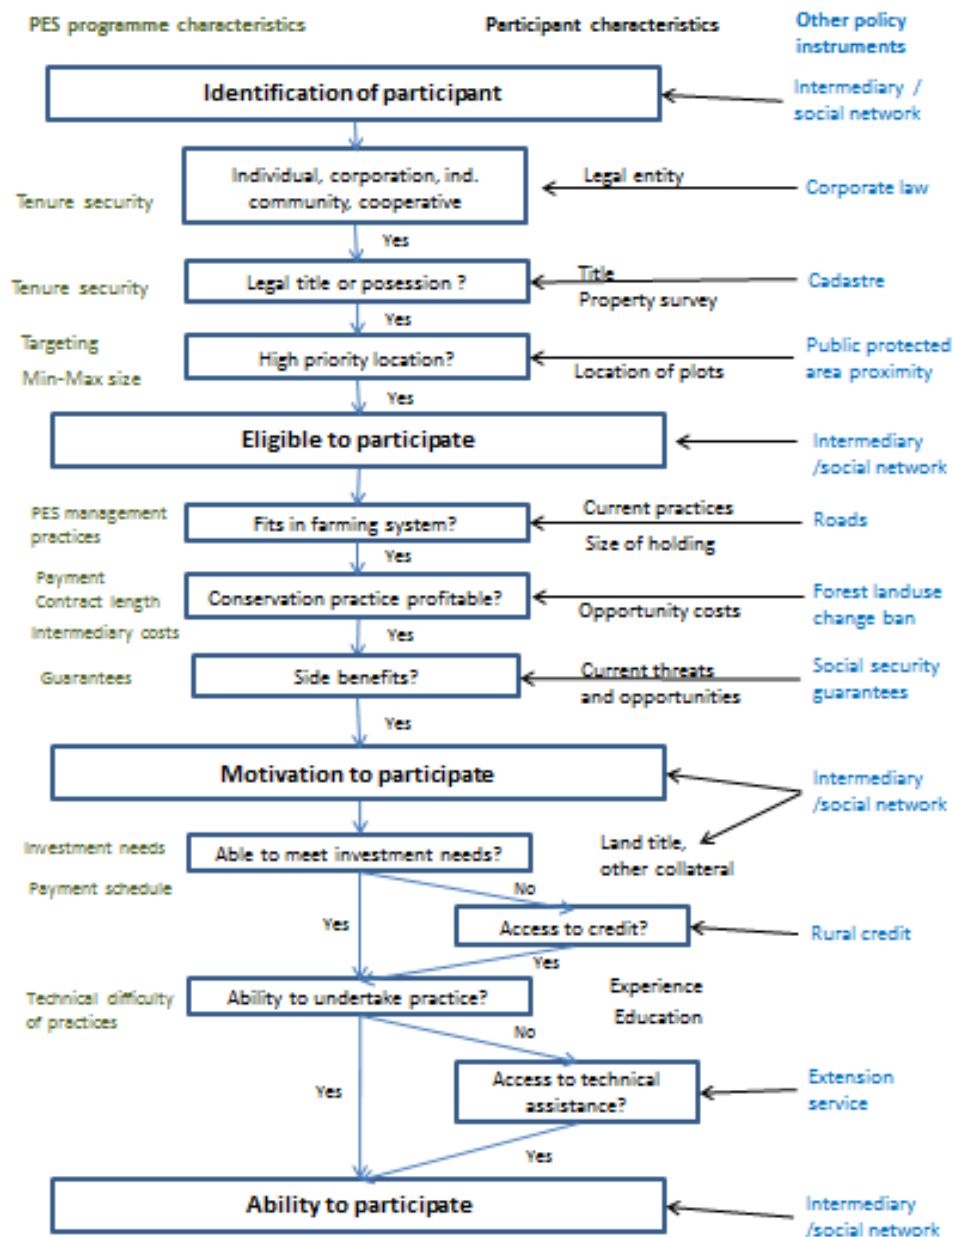 PES programme characteristics
Participant characteristics
Other policy
instruments
Identification of participant
Intermediary /
social network
Individual, corporation, ind.
community, cooperative
Legal entity
Corporate law
Tenure security
Yes
Tenure security
Legal title or posession ?
Title
Property survey
Cadastre
Yes
Targeting
Min-Max size
High priority location?
Location of plots
Public protected
area proximity
Yes
Eligible to participate
Intermediary
/social network
PES management
practices
Fits in farming system?
Current practices
Size of holding
Roads
Yes
Payment
Contract length
Intermediary costs
Conservation practice profitable?
Opportunity costs
Forest landuse
change ban
Yes
Guarantees
Side benefits?
Current threats
and opportunities
Social security
guarantees
Yes
Motivation to participate
Intermediary
/social network
Investment needs
Payment schedule
Able to meet investment needs?
Land title,
other collateral
No
Yes
Access to credit?
Rural credit
Yes
Technical difficulty
of practices
Ability to undertake practice?
Experience
Education
No
Yes
Access to technical
assistance?
Extension
service
Yes
Ability to participate
Intermediary
/social network